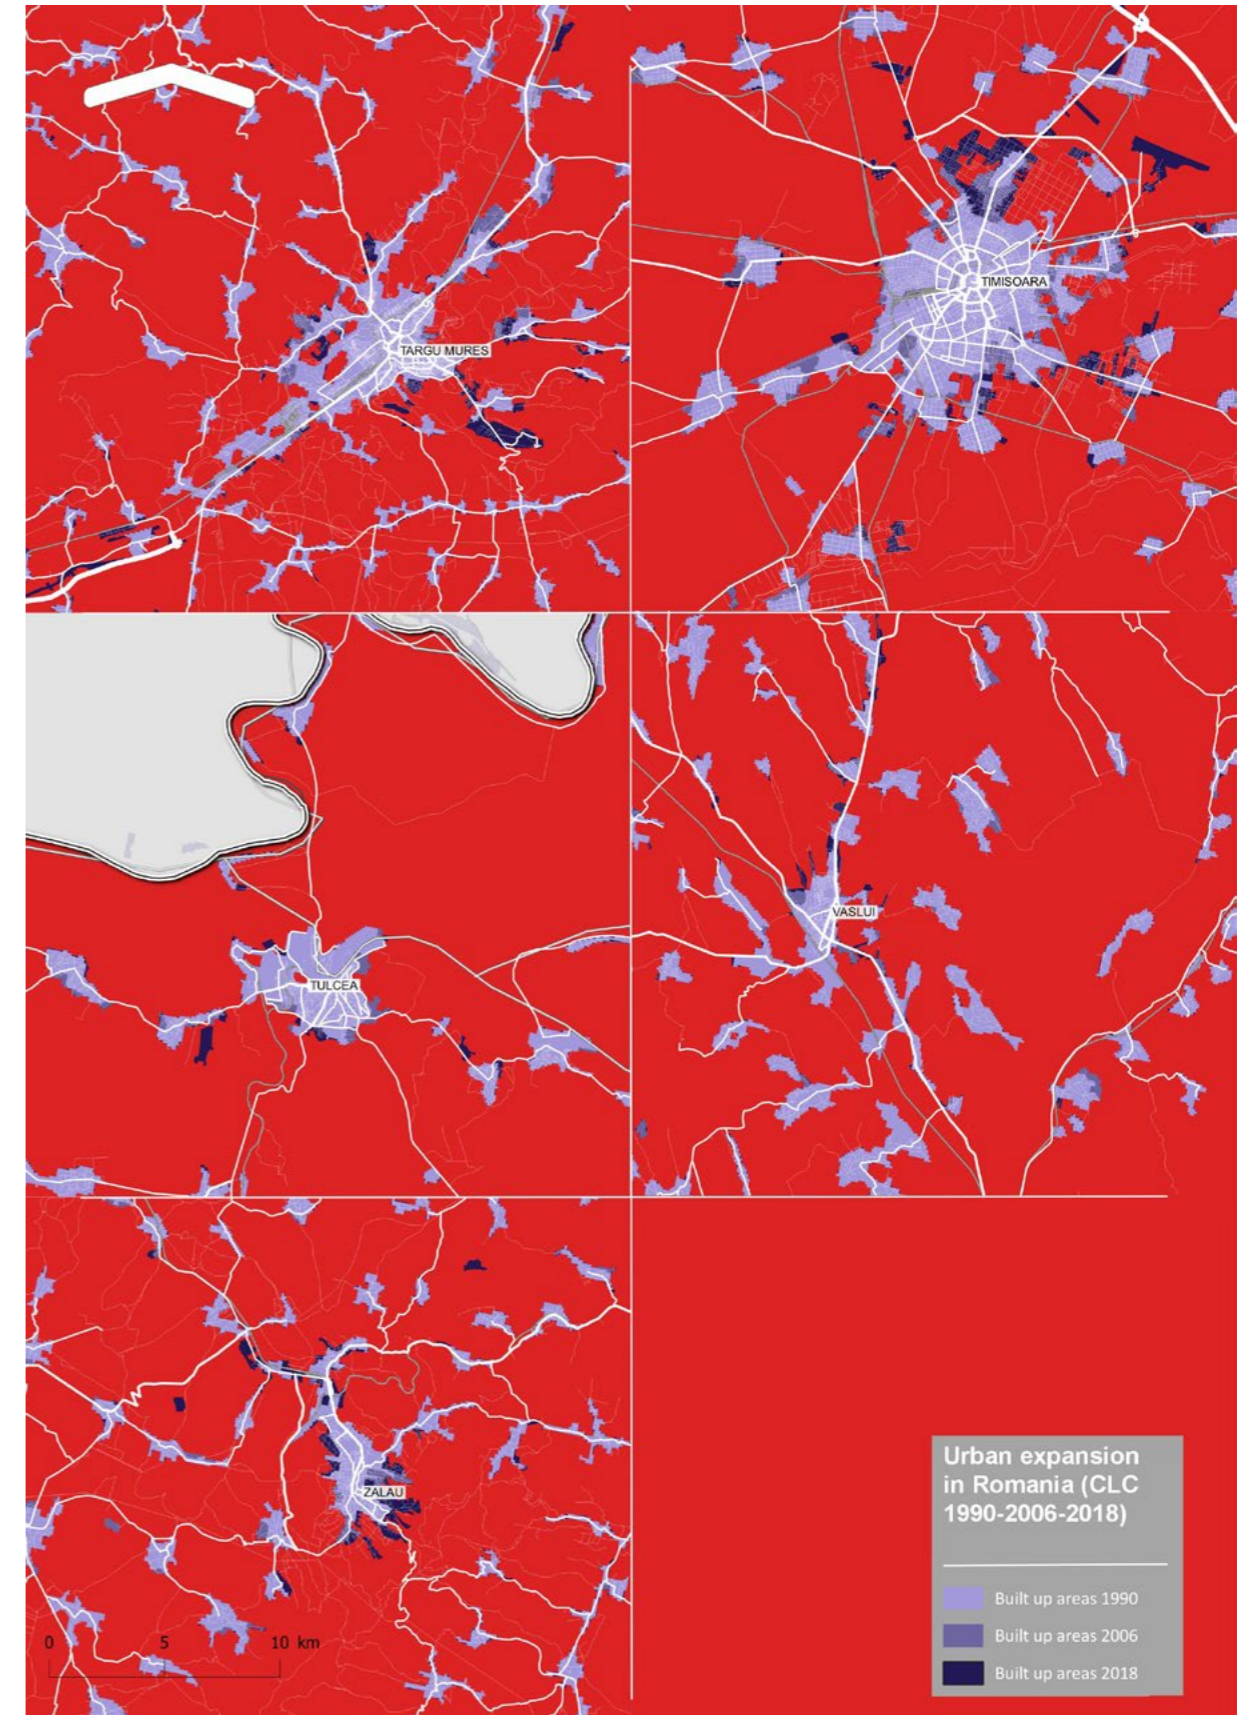 TARGU MURES
TIMISOARA
TULCEA
VASLUI
ZALAU
0 5 10 km
Urban expansion
in Romania (CLC
1990-2006-2018)
Built up areas 1990
Built up areas 2006
Built up areas 2018